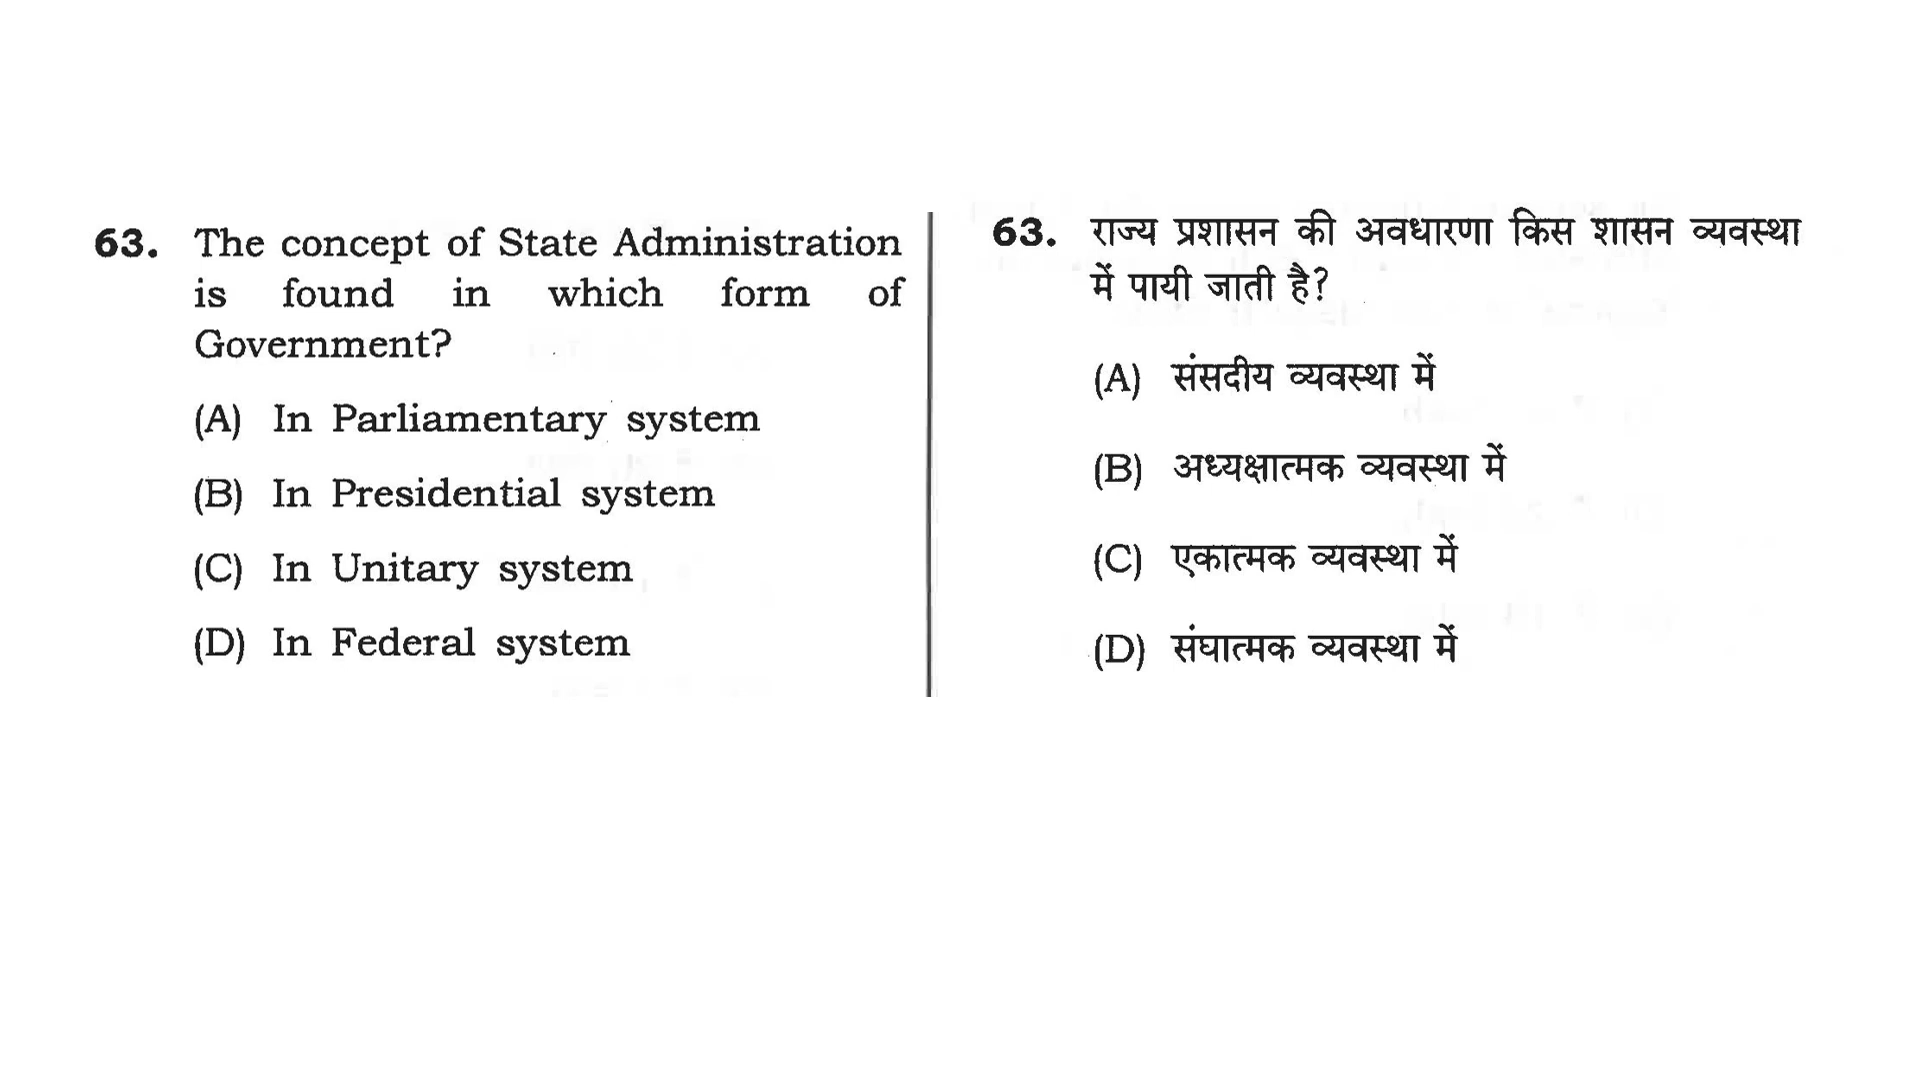 63. The concept of State Administration
is found in which form of
Government?
(A) In Parliamentary system
(B) In Presidential system
(C) In Unitary system
(D) In Federal system
63. राज्य प्रशासन की अवधारणा किस शासन व्यवस्था
में पायी जाती है?
(A) संसदीय व्यवस्था में
(B) अध्यक्षात्मक व्यवस्था में
(C) एकात्मक व्यवस्था में
(D) संघात्मक व्यवस्था में